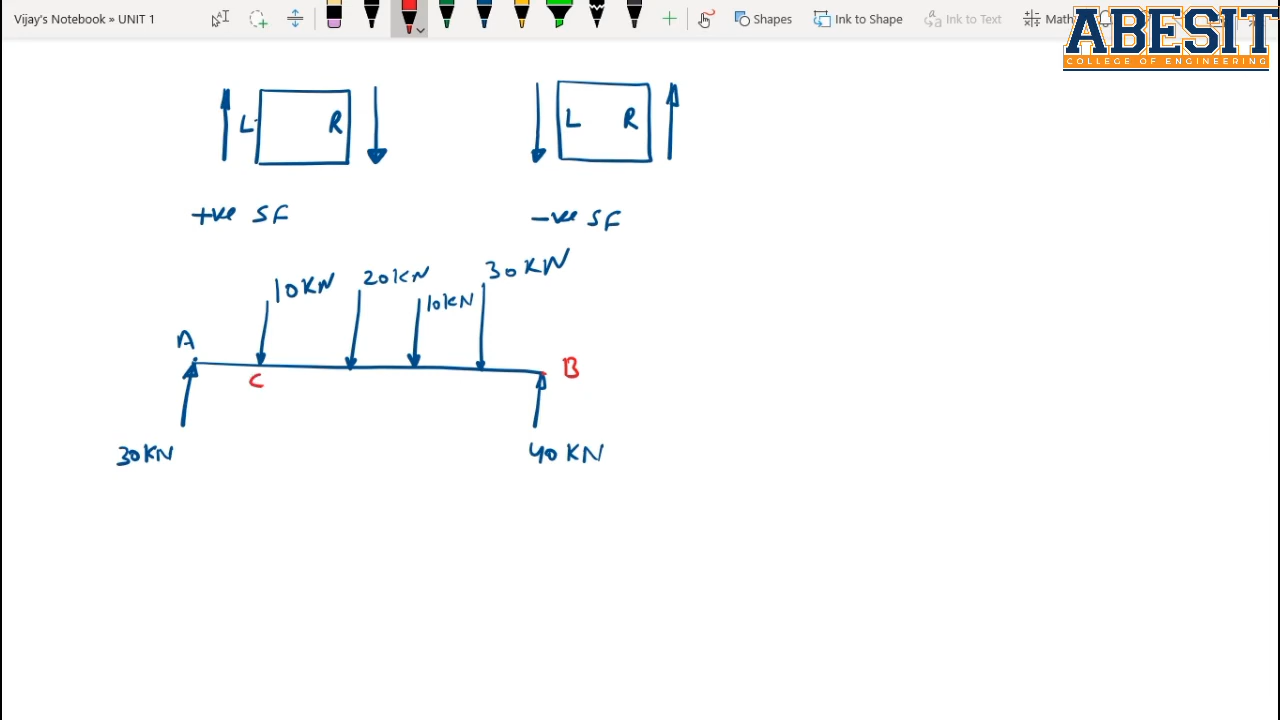 Vijay's Notebook » UNIT 1
Shapes
Ink to Shape
Ink to Text
Math
ABESIT
COLLEGE OF ENGINEERING
L R
L R
+ve SF
-ve SF
10KN
20KN
10KN
30KN
A
C
B
30KN
40KN